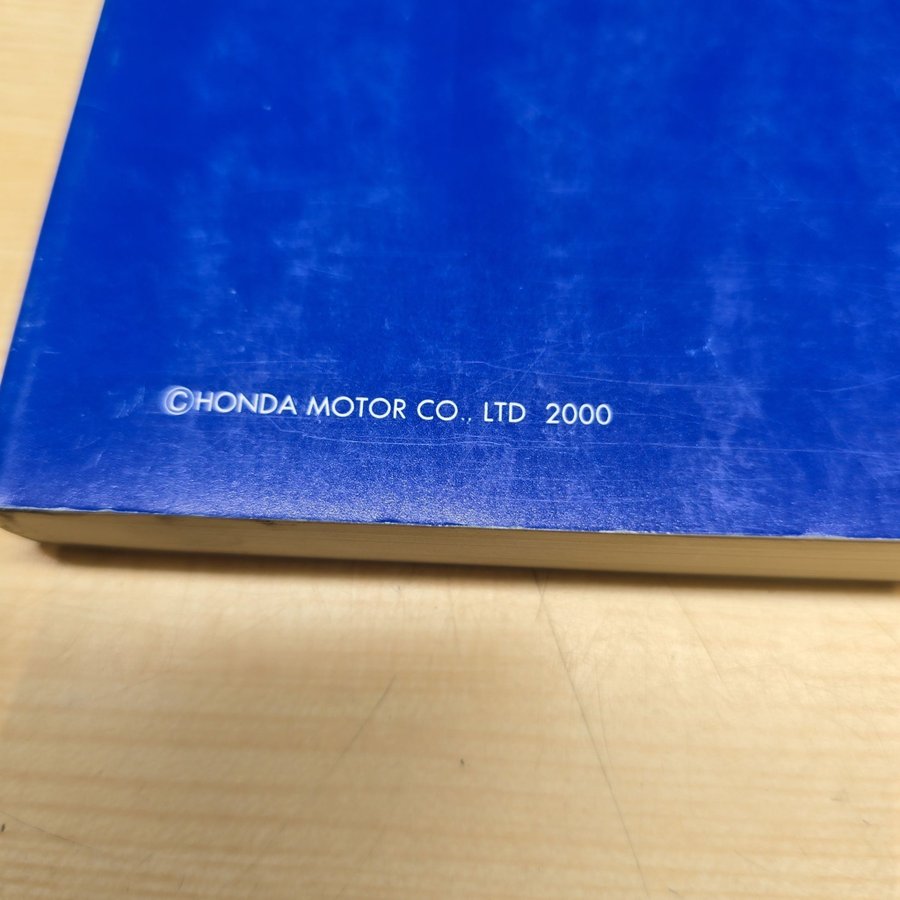 ©HONDA MOTOR CO., LTD 2000